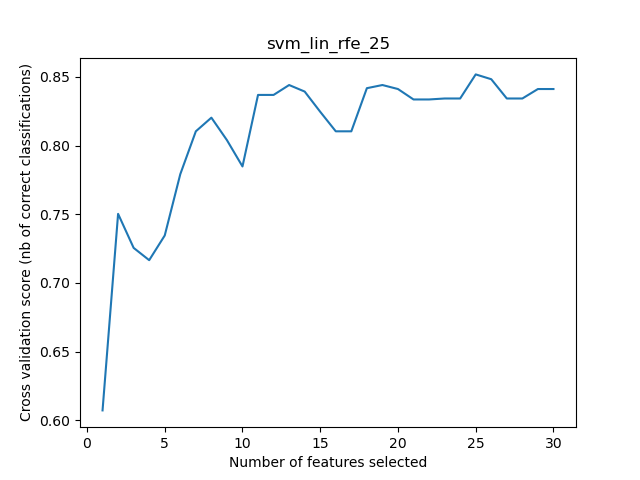 svm_lin_rfe_25
Cross validation score (nb of correct classifications)
0.85
0.80
0.75
0.70
0.65
0.60
0 5 10 15 20 25 30
Number of features selected